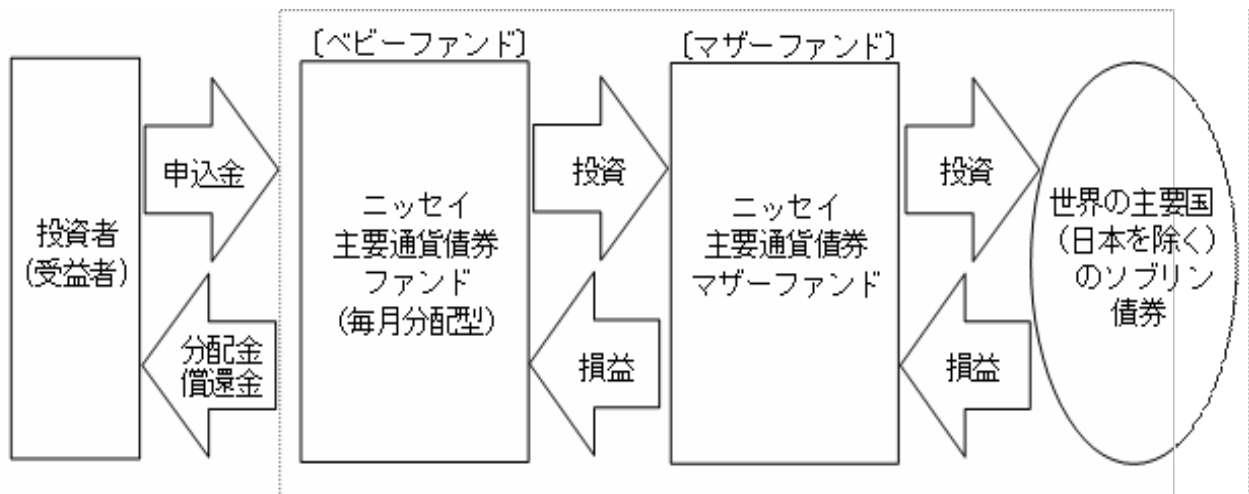 〔ベビーファンド〕
〔マザーファンド〕
投資者
(受益者)
申込金
分配金
償還金
ニッセイ
主要通貨債券
ファンド
(毎月分配型)
投資
損益
ニッセイ
主要通貨債券
マザーファンド
投資
損益
世界の主要国
(日本を除く)
のソブリン
債券